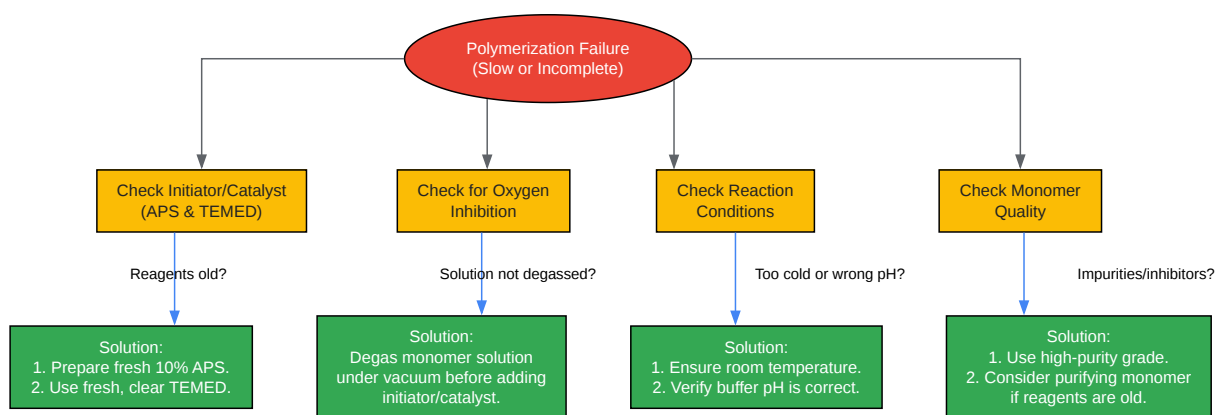 Polymerization Failure
(Slow or Incomplete)
Check Initiator/Catalyst
(APS & TEMED)
Check for Oxygen
Inhibition
Check Reaction
Conditions
Check Monomer
Quality
Reagents old?
Solution not degassed?
Too cold or wrong pH?
Impurities/inhibitors?
Solution:
1. Prepare fresh 10% APS.
2. Use fresh, clear TEMED.
Solution:
Degas monomer solution
under vacuum before adding
initiator/catalyst.
Solution:
1. Ensure room temperature.
2. Verify buffer pH is correct.
Solution:
1. Use high-purity grade.
2. Consider purifying monomer
if reagents are old.